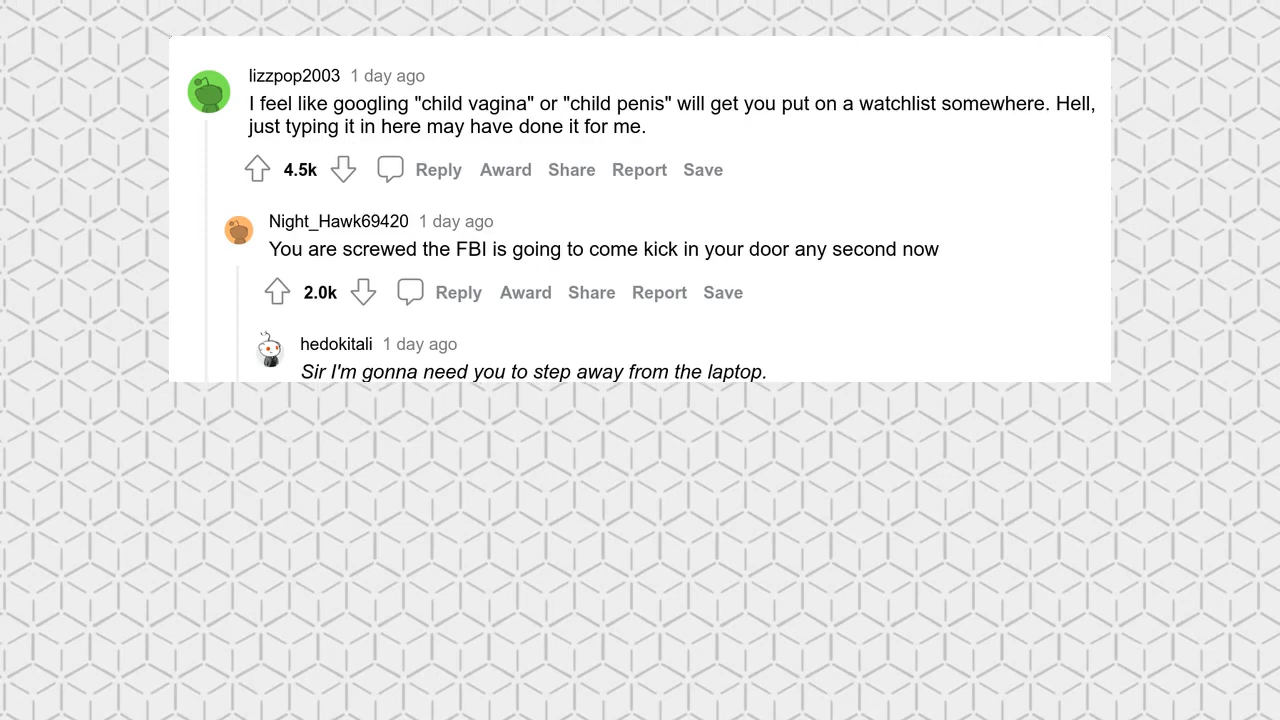 lizzpop2003 1 day ago
I feel like googling "child vagina" or "child penis" will get you put on a watchlist somewhere. Hell,
just typing it in here may have done it for me.
4.5k Reply Award Share Report Save
Night_Hawk69420 1 day ago
You are screwed the FBI is going to come kick in your door any second now
2.0k Reply Award Share Report Save
hedokitali 1 day ago
Sir I'm gonna need you to step away from the laptop.